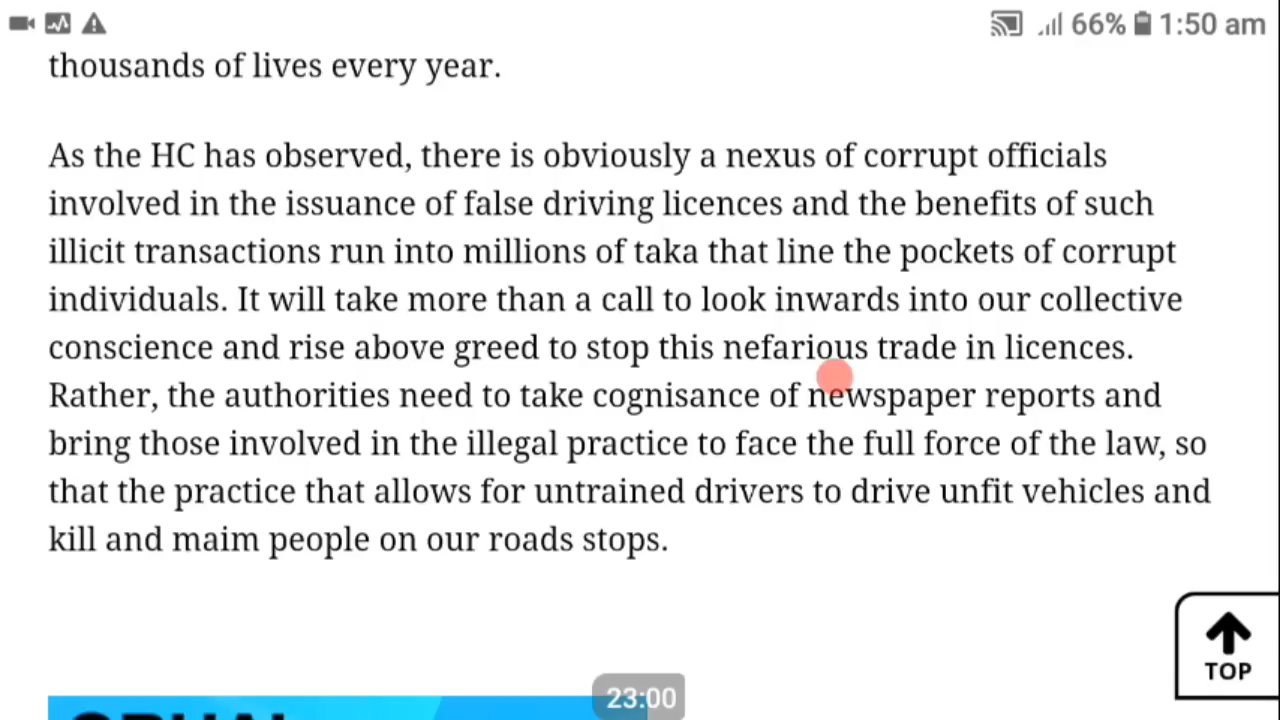 66% 1:50 am
thousands of lives every year.
As the HC has observed, there is obviously a nexus of corrupt officials
involved in the issuance of false driving licences and the benefits of such
illicit transactions run into millions of taka that line the pockets of corrupt
individuals. It will take more than a call to look inwards into our collective
conscience and rise above greed to stop this nefarious trade in licences.
Rather, the authorities need to take cognisance of newspaper reports and
bring those involved in the illegal practice to face the full force of the law, so
that the practice that allows for untrained drivers to drive unfit vehicles and
kill and maim people on our roads stops.
TOP
23:00